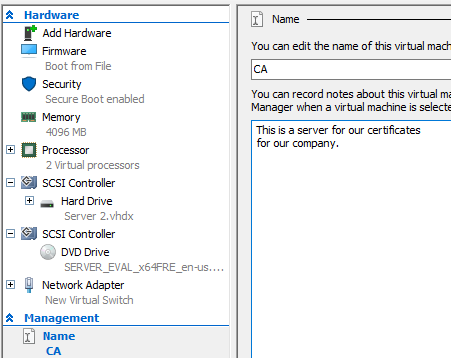 Hardware
Add Hardware
Firmware
Boot from File
Security
Secure Boot enabled
Memory
4096 MB
Processor
2 Virtual processors
SCSI Controller
Hard Drive
Server 2.vhdx
SCSI Controller
DVD Drive
SERVER_EVAL_x64FRE_en-us....
Network Adapter
New Virtual Switch
Management
Name
CA
Name
You can edit the name of this virtual
CA
You can record notes about this virtual
Manager when a virtual machine is
This is a server for our certificates
for our company.